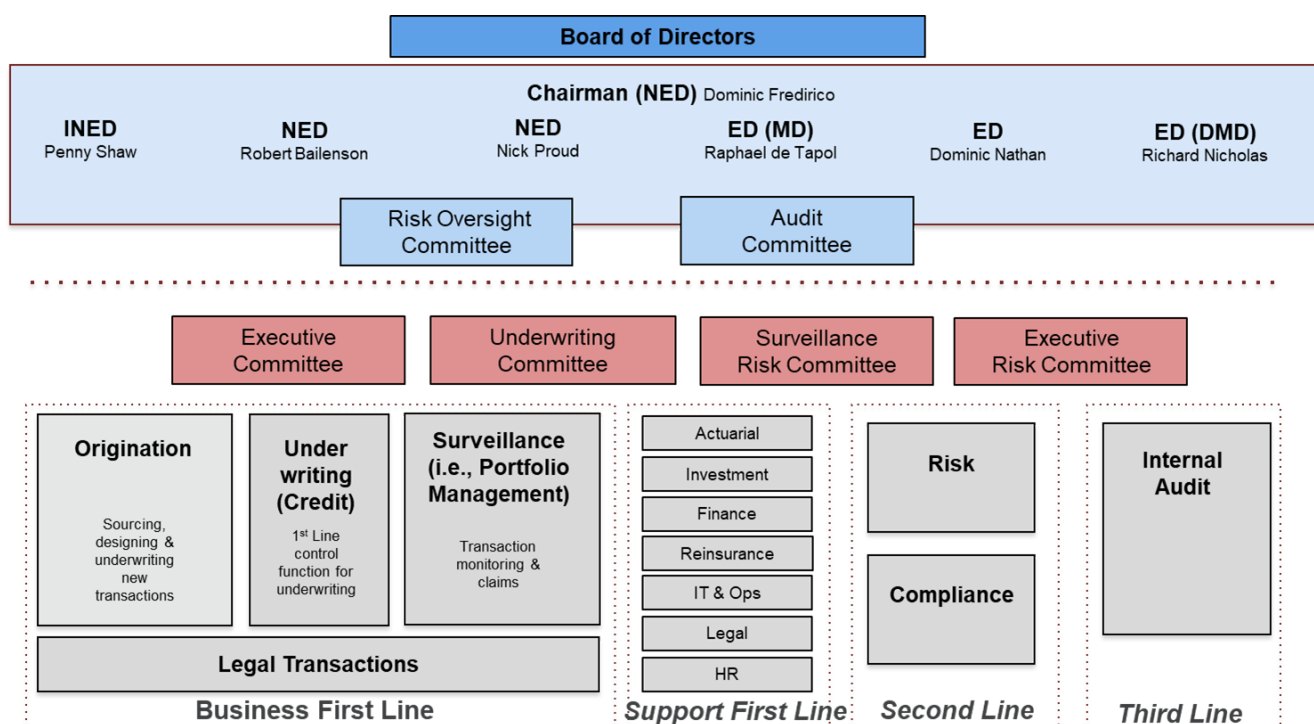 Board of Directors
Chairman (NED) Dominic Fredirico
INED
Penny Shaw
NED
Robert Bailenson
NED
Nick Proud
ED (MD)
Raphael de Tapol
ED
Dominic Nathan
ED (DMD)
Richard Nicholas
Risk Oversight
Committee
Audit
Committee
Executive
Committee
Underwriting
Committee
Surveillance
Risk Committee
Executive
Risk Committee
Origination
Sourcing,
designing &
underwriting
new
transactions
Under
writing
(Credit)
1st Line
control
function for
underwriting
Surveillance
(i.e., Portfolio
Management)
Transaction
monitoring &
claims
Legal Transactions
Business First Line
Actuarial
Investment
Finance
Reinsurance
IT & Ops
Legal
HR
Support First Line
Risk
Compliance
Second Line
Internal
Audit
Third Line